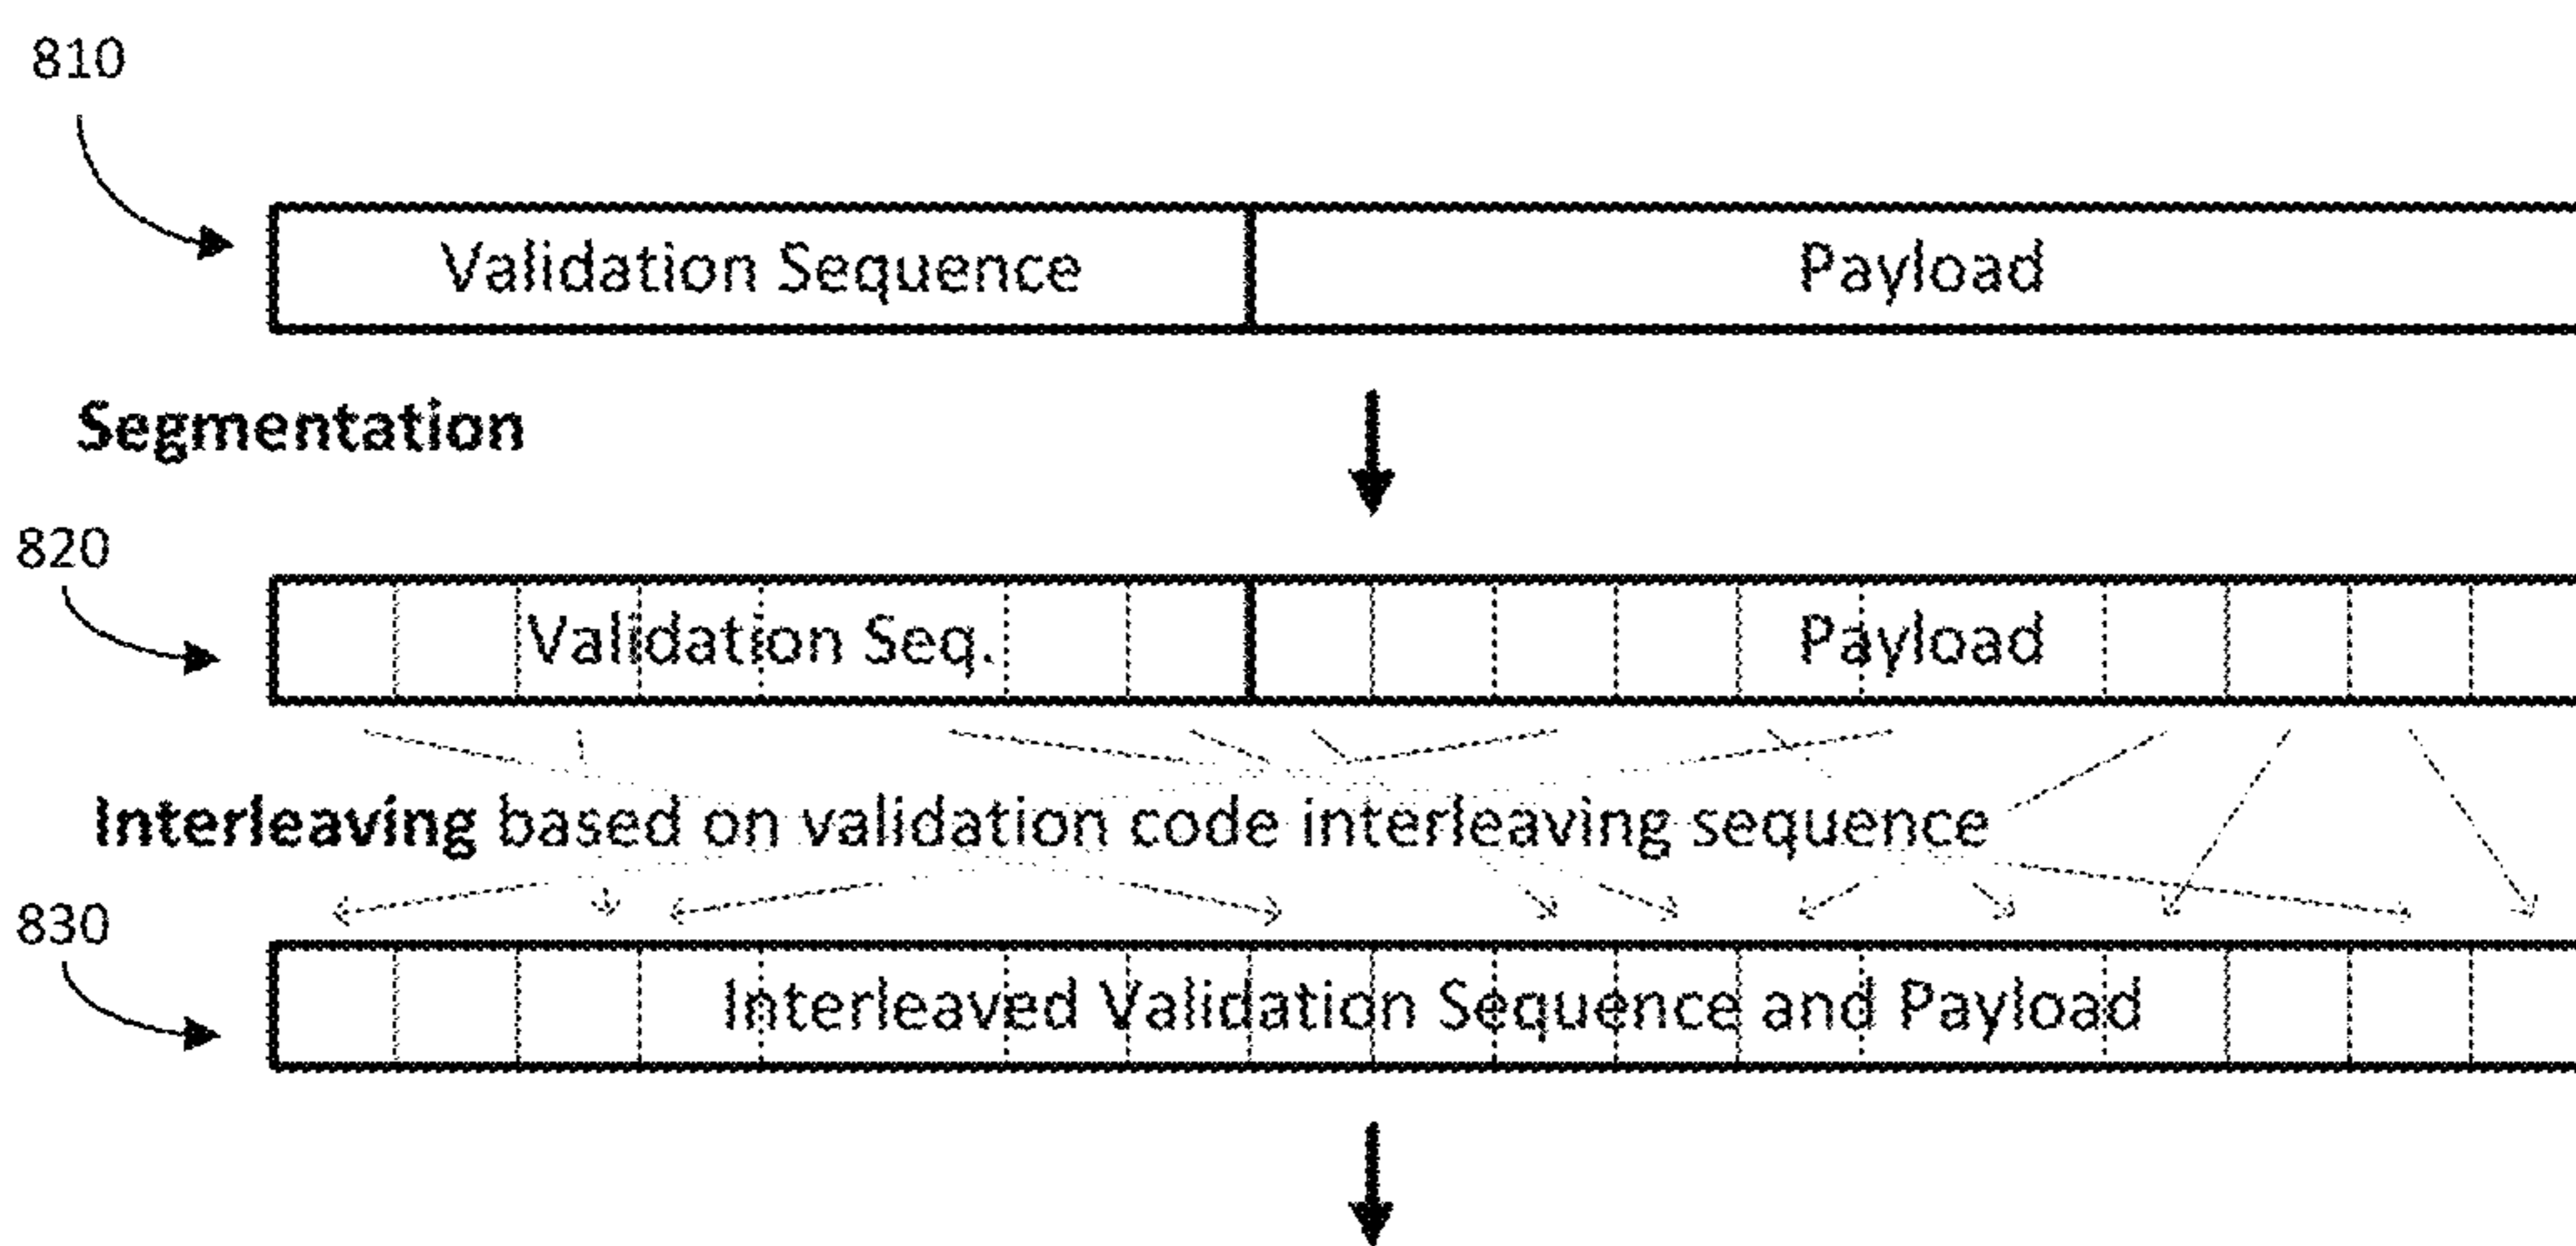 810
Validation Sequence Payload
Segmentation
820
Validation Seq. Payload
Interleaving based on validation code interleaving sequence
830
Interleaved Validation Sequence and Payload